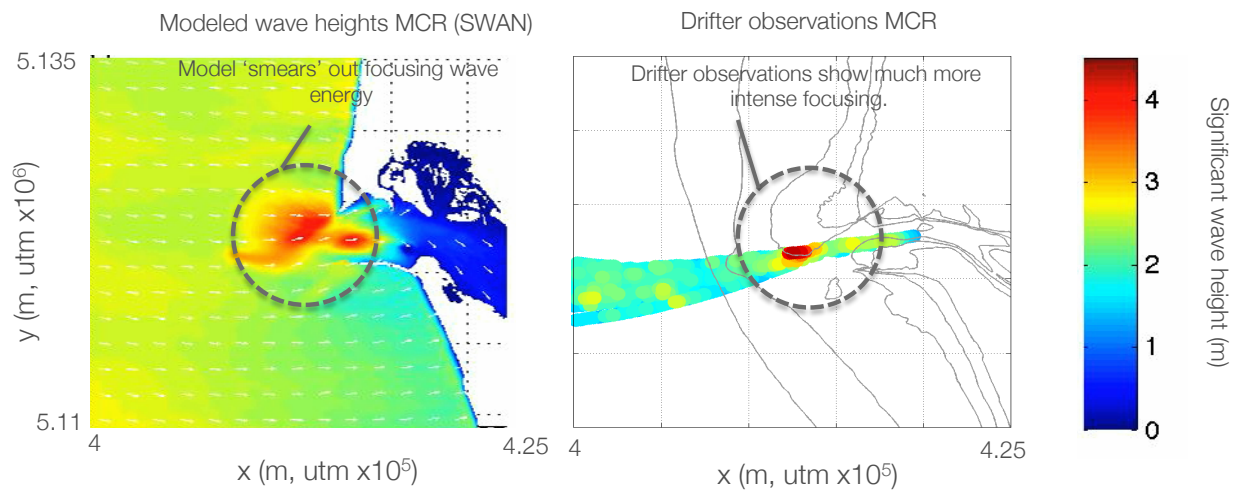 Modeled wave heights MCR (SWAN)
Drifter observations MCR
5.135
Model ‘smears’ out focusing wave
energy
Drifter observations show much more
intense focusing.
y (m, utm x10⁶)
5.11
4
4.25
x (m, utm x10⁵)
4
4.25
x (m, utm x10⁵)
4
3
2
1
0
Significant wave height (m)